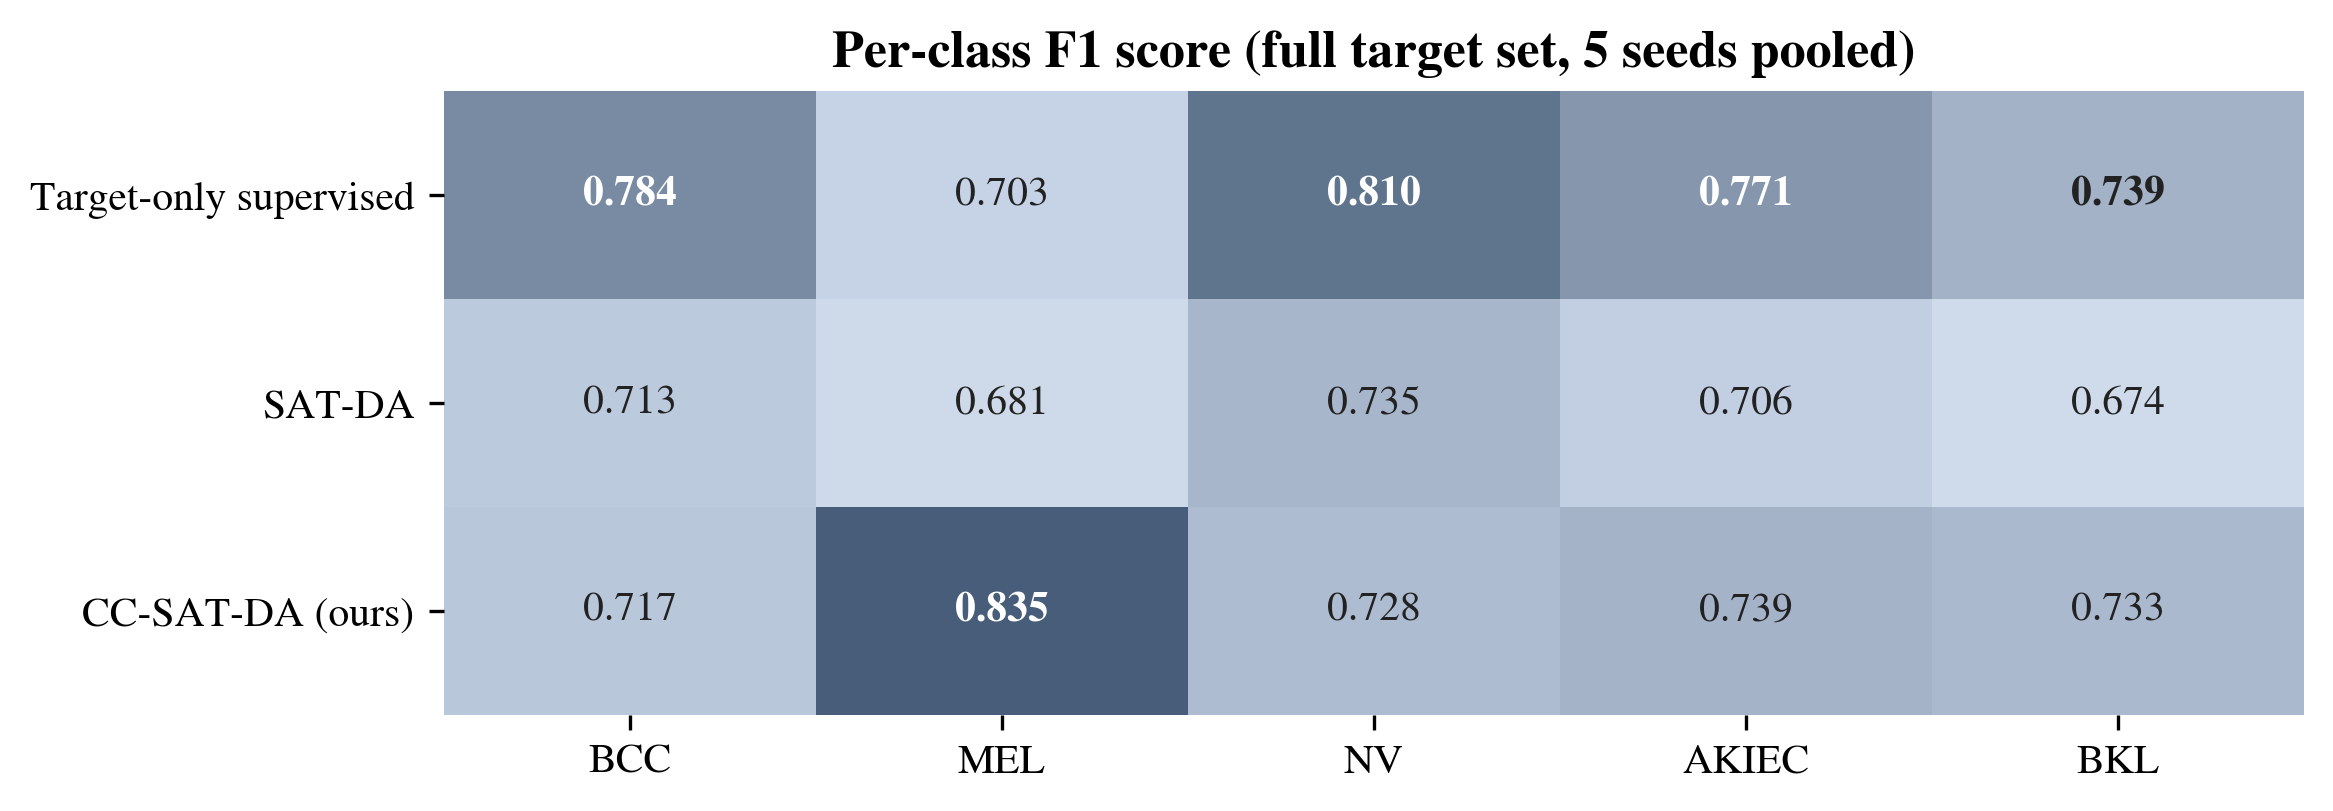 Per-class F1 score (full target set, 5 seeds pooled)
Target-only supervised 0.784 0.703 0.810 0.771 0.739
SAT-DA 0.713 0.681 0.735 0.706 0.674
CC-SAT-DA (ours) 0.717 0.835 0.728 0.739 0.733
BCC MEL NV AKIEC BKL